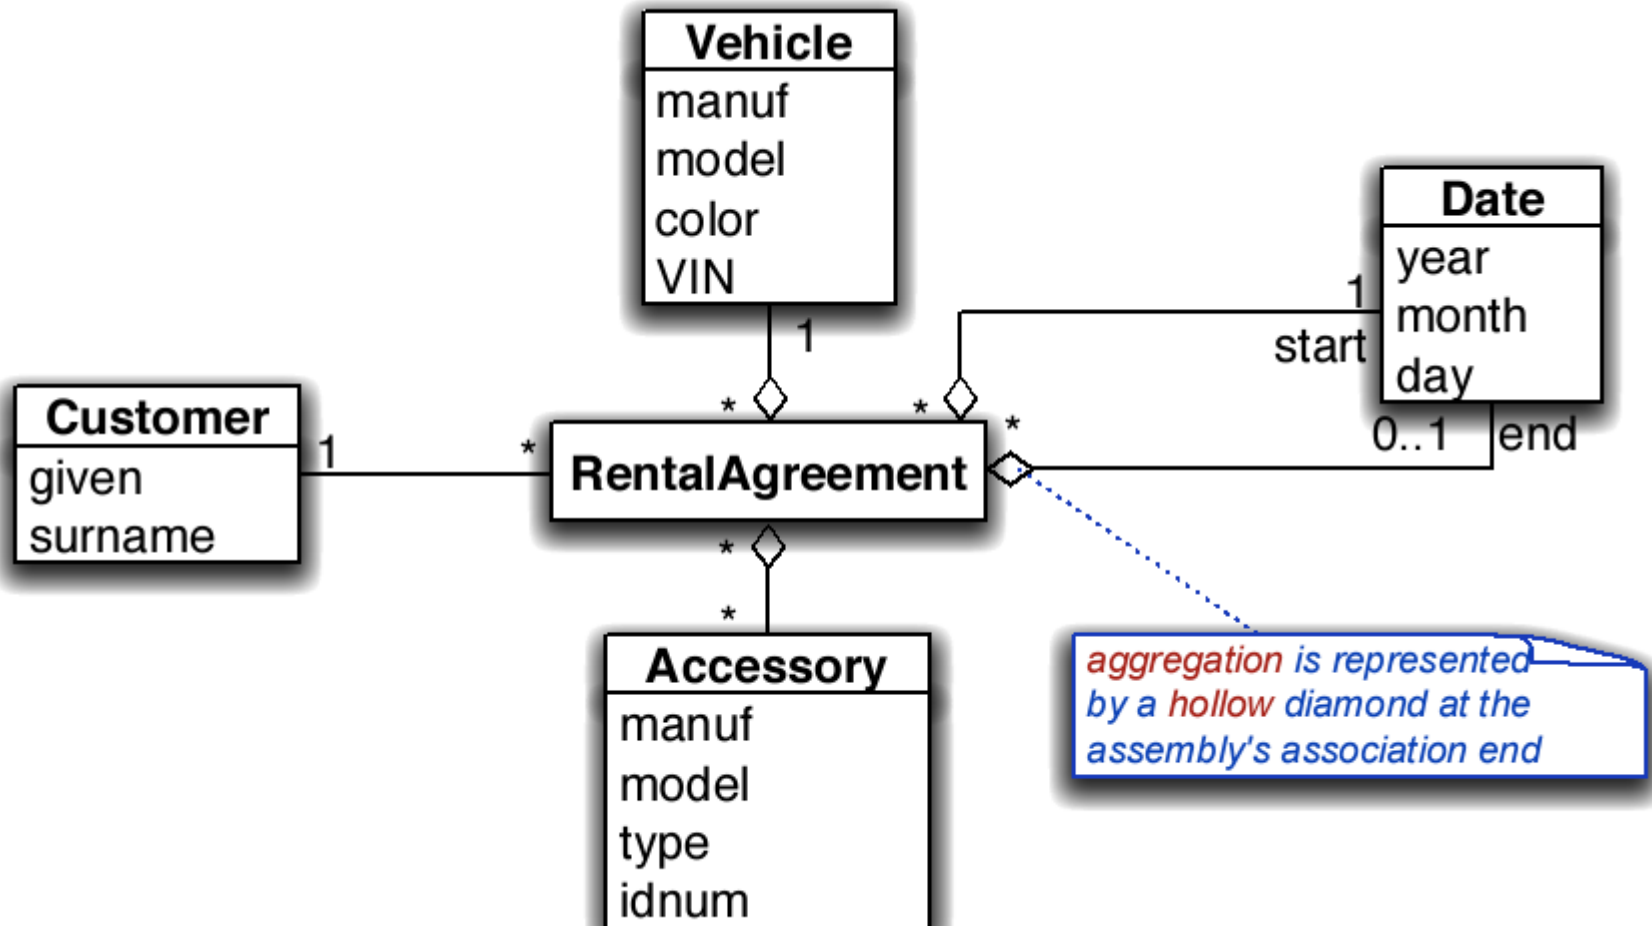 Vehicle
manuf
model
color
VIN
1
*
Date
year
month
day
1
start
*
0..1 end
*
Customer
given
surname
1
*
RentalAgreement
*
*
Accessory
manuf
model
type
idnum
aggregation is represented
by a hollow diamond at the
assembly's association end